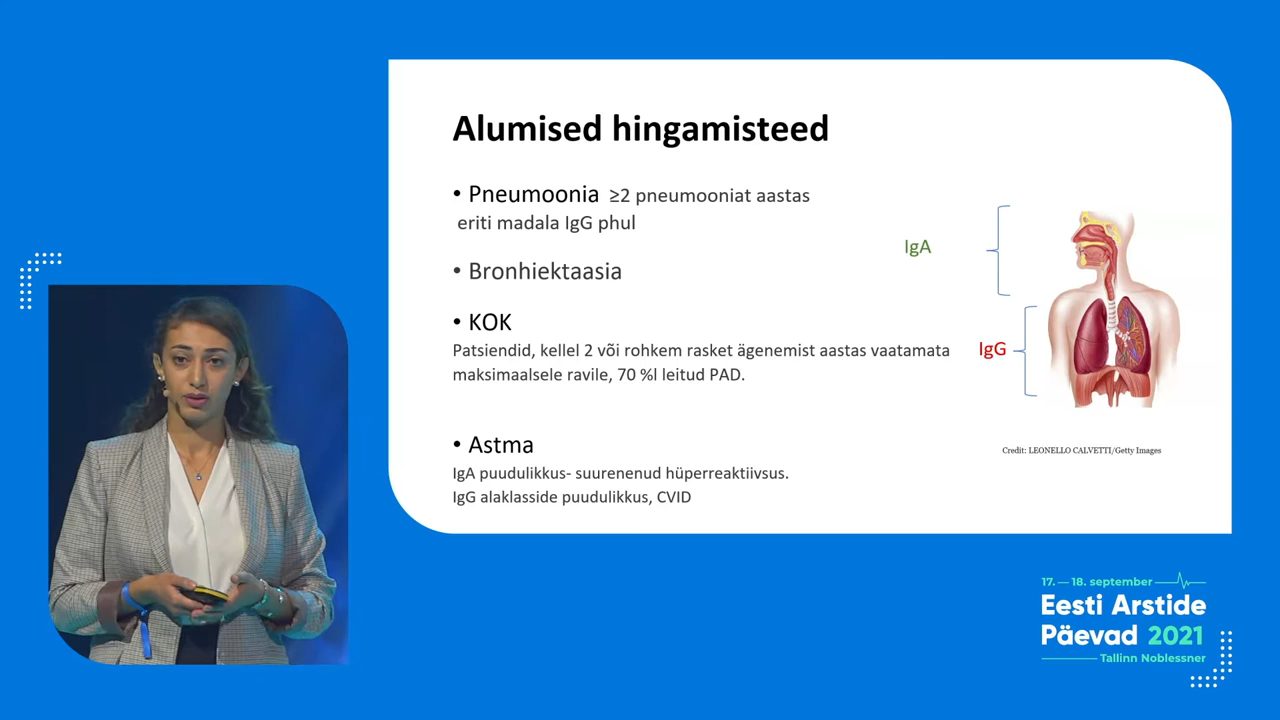 Alumised hingamisteed
• Pneumoonia ≥2 pneumooniat aastas
eriti madala IgG phul
• Bronhiektaasia
• KOK
Patsiendid, kellel 2 või rohkem rasket ägenemist aastas vaatamata
maksimaalsele ravile, 70 %l leitud PAD.
• Astma
IgA puudulikkus- suurenenud hüperreaktiivsus.
IgG alaklasside puudulikkus, CVID
IgA
IgG
Credit: LEONELLO CALVETTI/Getty Images
17. — 18. september
Eesti Arstide
Päevad 2021
Tallinn Noblessner